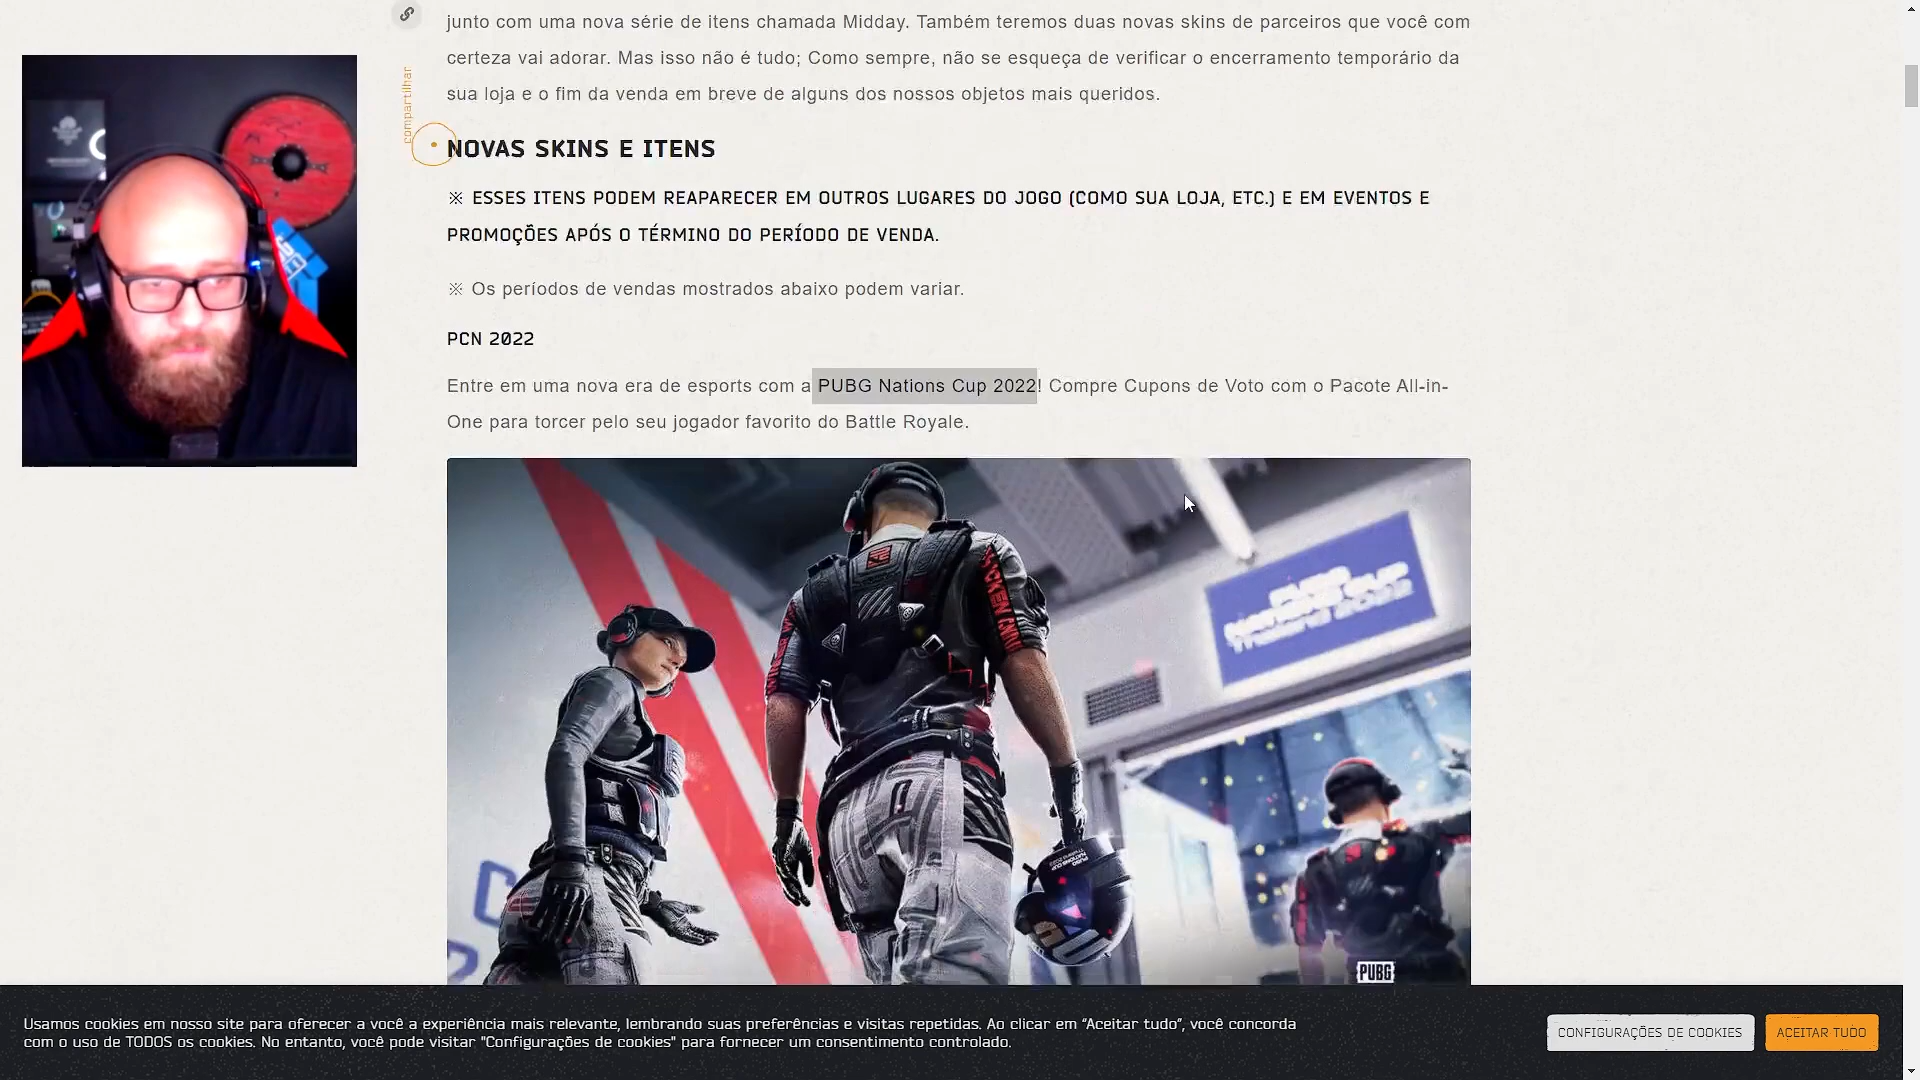 junto com uma nova série de itens chamada Midday. Também teremos duas novas skins de parceiros que você com
certeza vai adorar. Mas isso não é tudo; Como sempre, não se esqueça de verificar o encerramento temporário da
sua loja e o fim da venda em breve de alguns dos nossos objetos mais queridos.
compartilhar
NOVAS SKINS E ITENS
※ ESSES ITENS PODEM REAPARECER EM OUTROS LUGARES DO JOGO (COMO SUA LOJA, ETC.) E EM EVENTOS E
PROMOÇÕES APÓS O TÉRMINO DO PERÍODO DE VENDA.
※ Os períodos de vendas mostrados abaixo podem variar.
PCN 2022
Entre em uma nova era de esports com a PUBG Nations Cup 2022! Compre Cupons de Voto com o Pacote All-in-
One para torcer pelo seu jogador favorito do Battle Royale.
PUBG
Usamos cookies em nosso site para oferecer a você a experiência mais relevante, lembrando suas preferências e visitas repetidas. Ao clicar em “Aceitar tudo”, você concorda
com o uso de TODOS os cookies. No entanto, você pode visitar "Configurações de cookies" para fornecer um consentimento controlado.
CONFIGURAÇÕES DE COOKIES
ACEITAR TUDO